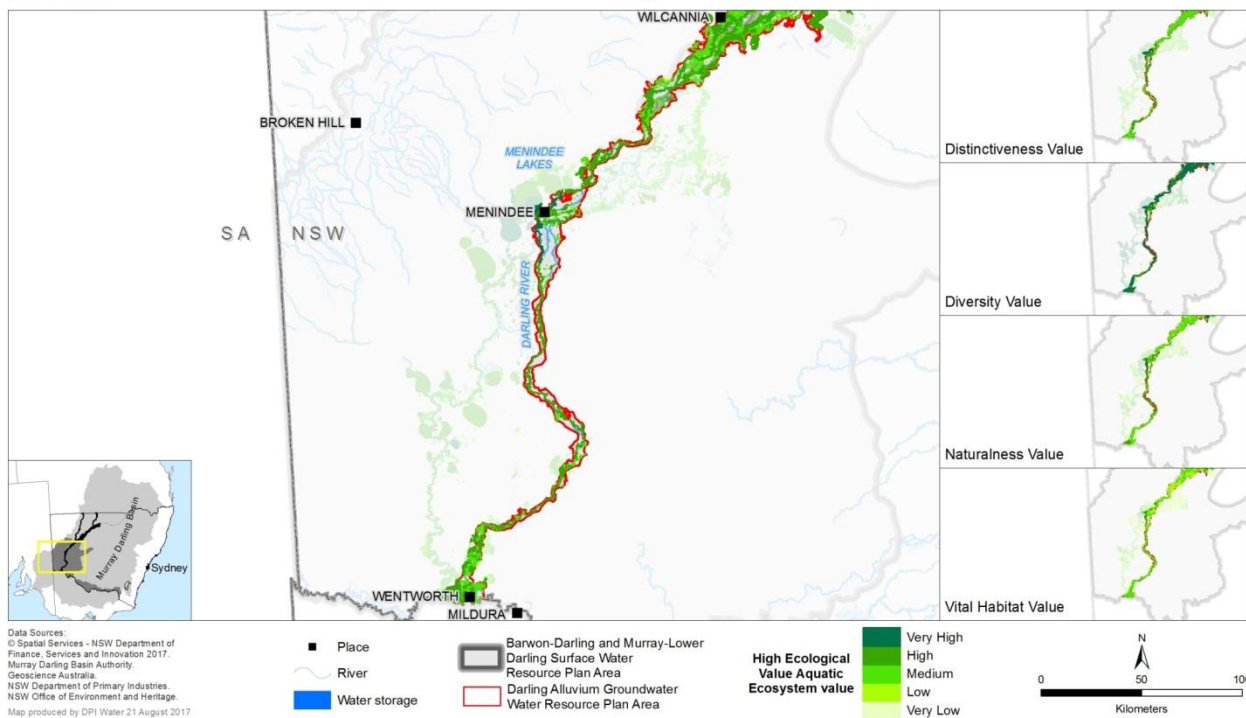 WILCANNIA
BROKEN HILL
MENINDEE
LAKES
MENINDEE
SA NSW
DARLING RIVER
WENTWORTH
MILDURA
Distinctiveness Value
Diversity Value
Naturalness Value
Vital Habitat Value
Murray Darling Basin
Sydney
Data Sources:
© Spatial Services - NSW Department of
Finance, Services and Innovation 2017.
Murray Darling Basin Authority.
Geoscience Australia.
NSW Department of Primary Industries.
NSW Office of Environment and Heritage.
Map produced by DPI Water 21 August 2017
Place
River
Water storage
Barwon-Darling and Murray-Lower
Darling Surface Water
Resource Plan Area
Darling Alluvium Groundwater
Water Resource Plan Area
High Ecological
Value Aquatic
Ecosystem value
Very High
High
Medium
Low
Very Low
N
0 50 100
Kilometers